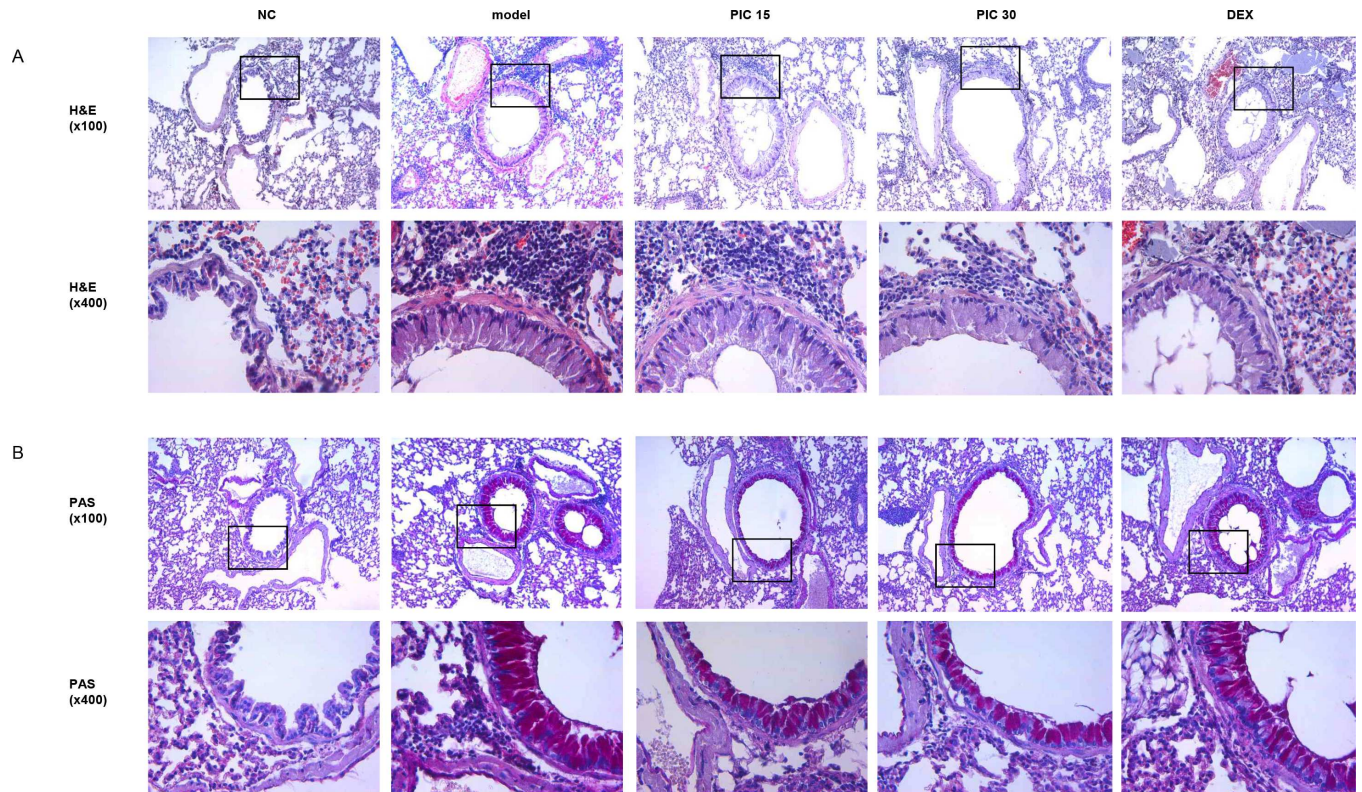 NC model PIC 15 PIC 30 DEX
A
H&E
(x100)
H&E
(x400)
B
PAS
(x100)
PAS
(x400)